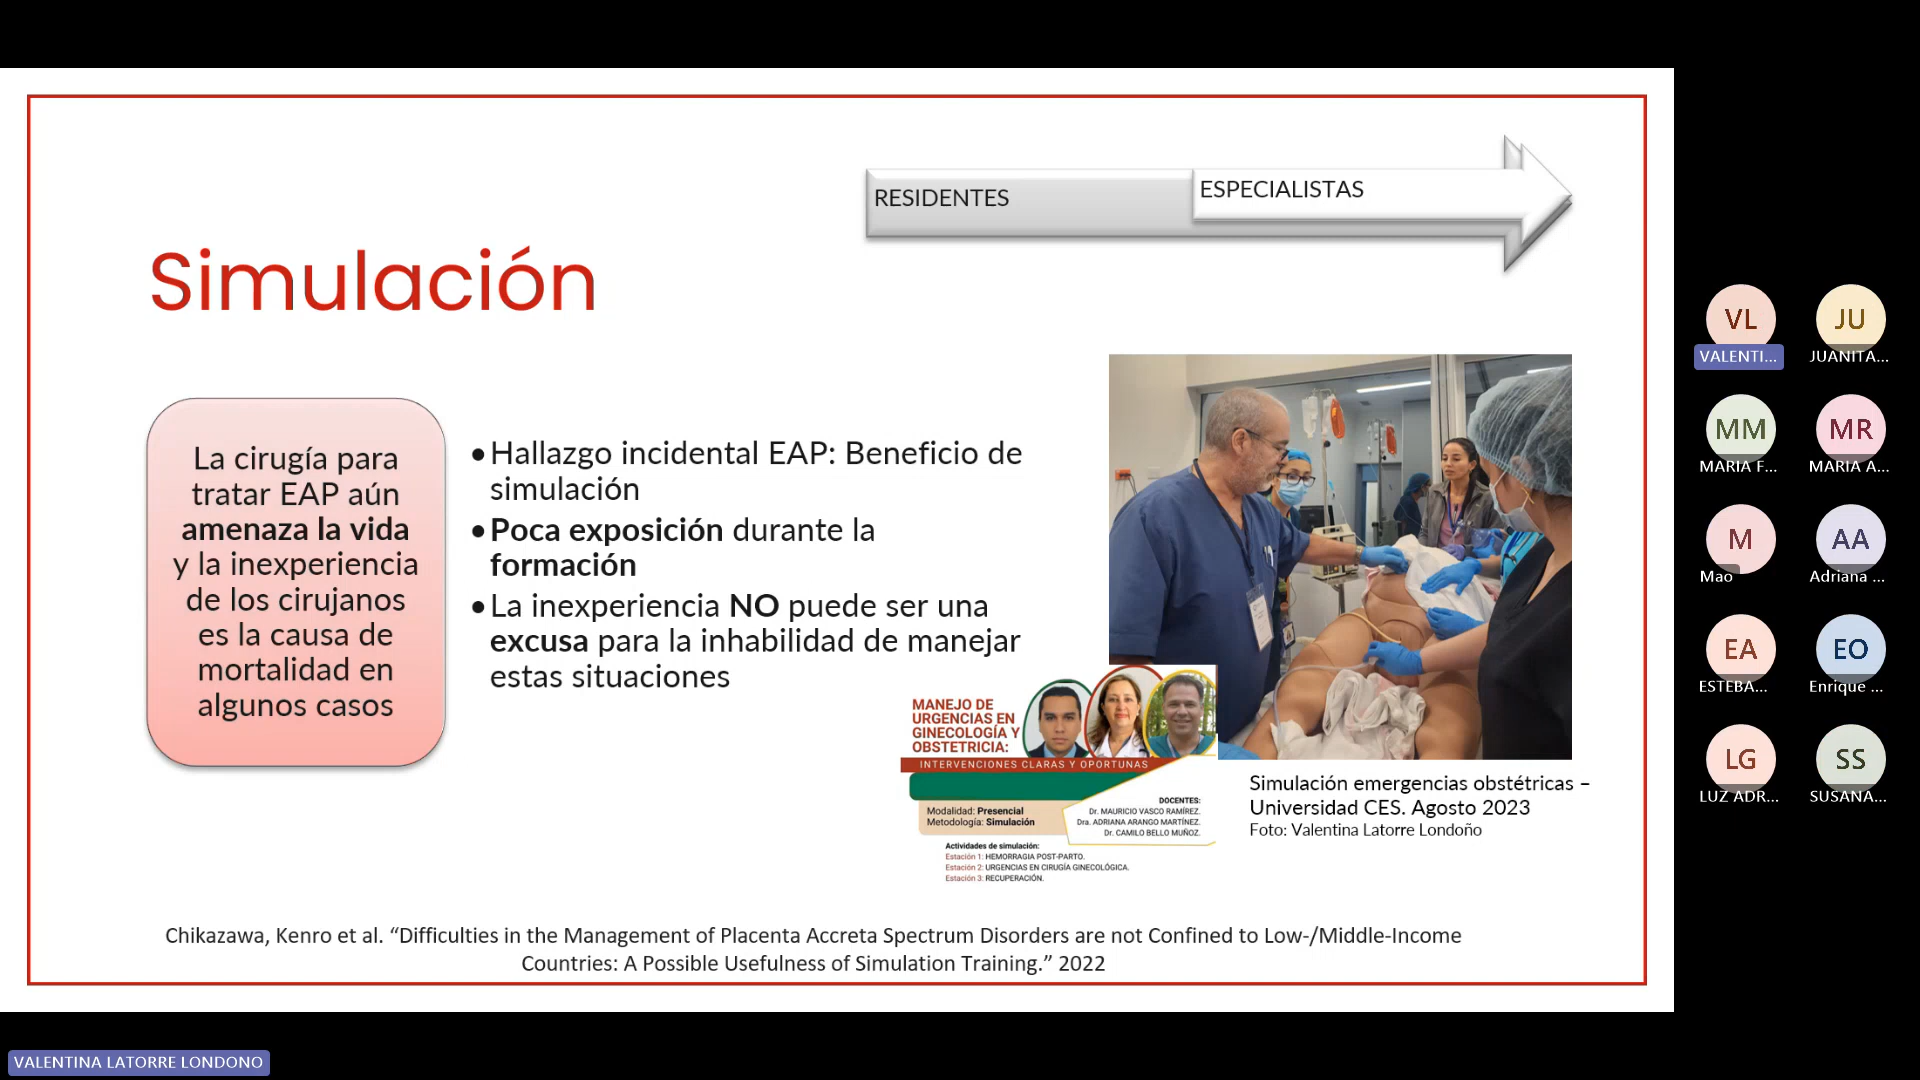 RESIDENTES
ESPECIALISTAS
Simulación
La cirugía para
tratar EAP aún
amenaza la vida
y la inexperiencia
de los cirujanos
es la causa de
mortalidad en
algunos casos
•Hallazgo incidental EAP: Beneficio de
simulación
•Poca exposición durante la
formación
•La inexperiencia NO puede ser una
excusa para la inhabilidad de manejar
estas situaciones
MANEJO DE
URGENCIAS EN
GINECOLOGÍA Y
OBSTETRICIA:
INTERVENCIONES CLARAS Y OPORTUNAS
Modalidad: Presencial
Metodología: Simulación
DOCENTES:
Dr. MAURICIO VASCO RAMÍREZ.
Dra. ADRIANA ARANGO MARTÍNEZ.
Dr. CAMILO BELLO MUÑOZ.
Actividades de simulación:
Estación 1: HEMORRAGIA POST-PARTO.
Estación 2: URGENCIAS EN CIRUGÍA GINECOLÓGICA.
Estación 3: RECUPERACIÓN.
Simulación emergencias obstétricas –
Universidad CES. Agosto 2023
Foto: Valentina Latorre Londoño
Chikazawa, Kenro et al. “Difficulties in the Management of Placenta Accreta Spectrum Disorders are not Confined to Low-/Middle-Income
Countries: A Possible Usefulness of Simulation Training.” 2022
VL
VALENTI...
JU
JUANITA...
MM
MARIA F...
MR
MARIA A...
M
Mao
AA
Adriana ...
EA
ESTEBA...
EO
Enrique ...
LG
LUZ ADR...
SS
SUSANA...
VALENTINA LATORRE LONDONO